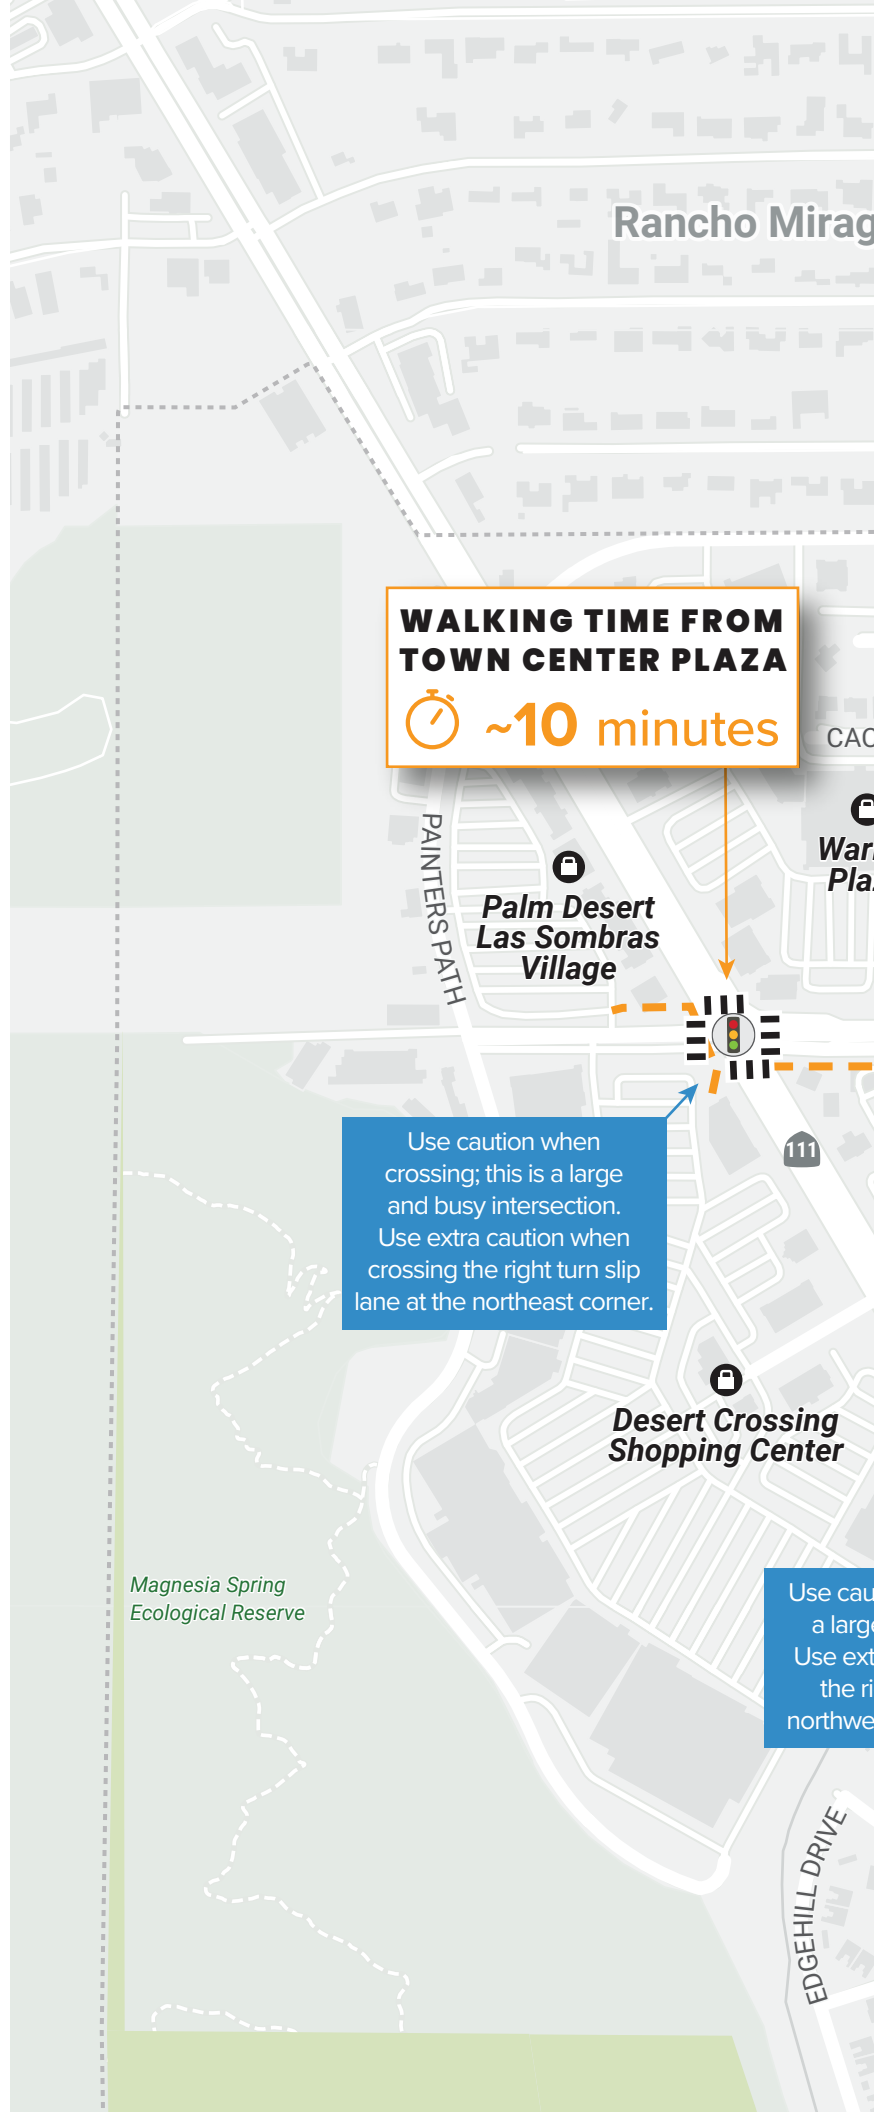 Rancho Mirag
WALKING TIME FROM
TOWN CENTER PLAZA
~10 minutes
CAC
PAINTERS PATH
Palm Desert
Las Sombras
Village
War
Pla
111
Use caution when
crossing; this is a large
and busy intersection.
Use extra caution when
crossing the right turn slip
lane at the northeast corner.
Desert Crossing
Shopping Center
Magnesia Spring
Ecological Reserve
Use cau
a large
Use ext
the ri
northwe
EDGEHILL DRIVE